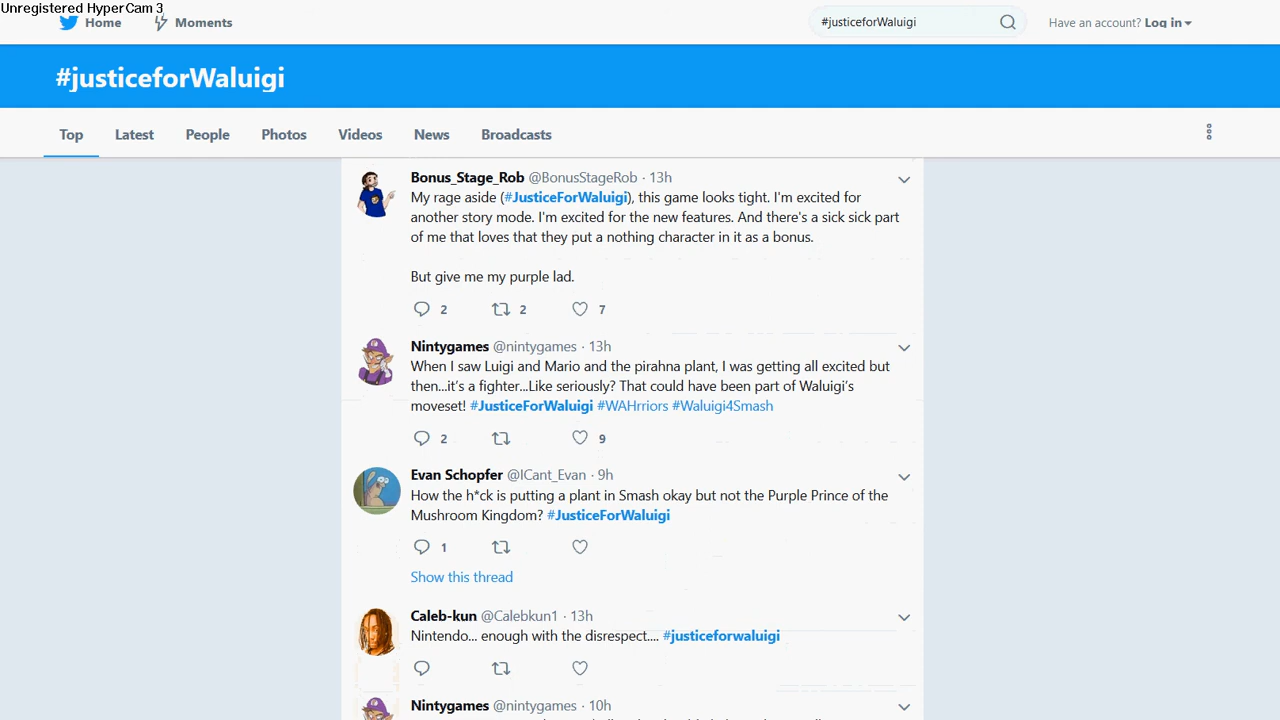 Unregistered HyperCam 3
Home
Moments
#justiceforWaluigi
Have an account? Log in
#justiceforWaluigi
Top
Latest
People
Photos
Videos
News
Broadcasts
Bonus_Stage_Rob @BonusStageRob · 13h
My rage aside (#JusticeForWaluigi), this game looks tight. I'm excited for
another story mode. I'm excited for the new features. And there's a sick sick part
of me that loves that they put a nothing character in it as a bonus.
But give me my purple lad.
2 2 7
Nintygames @nintygames · 13h
When I saw Luigi and Mario and the pirahna plant, I was getting all excited but
then...it’s a fighter...Like seriously? That could have been part of Waluigi’s
moveset! #JusticeForWaluigi #WAHrriors #Waluigi4Smash
2 9
Evan Schopfer @ICant_Evan · 9h
How the h*ck is putting a plant in Smash okay but not the Purple Prince of the
Mushroom Kingdom? #JusticeForWaluigi
1
Show this thread
Caleb-kun @Calebkun1 · 13h
Nintendo... enough with the disrespect.... #justiceforwaluigi
Nintygames @nintygames · 10h